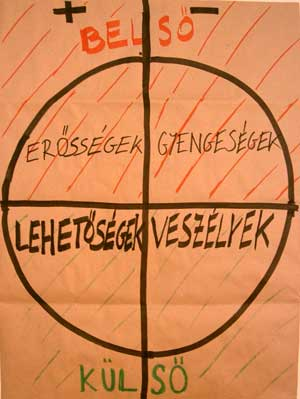 + -
BELSŐ
ERŐSSÉGEK GYENGESÉGEK
LEHETŐSÉGEK VESZÉLYEK
KÜLSŐ